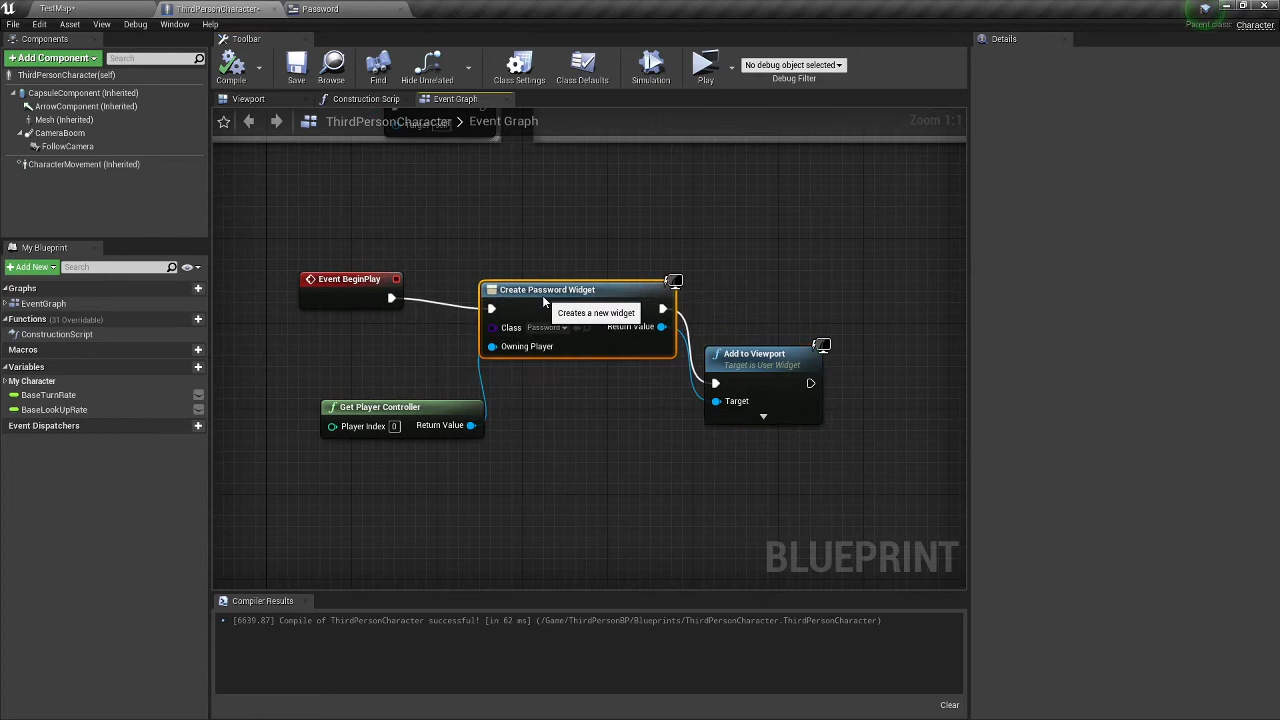 TestMap*
ThirdPersonCharacter*
Password
File
Edit
Asset
View
Debug
Window
Help
Parent class: Character
Components
+ Add Component
Search
ThirdPersonCharacter(self)
CapsuleComponent (Inherited)
ArrowComponent (Inherited)
Mesh (Inherited)
CameraBoom
FollowCamera
CharacterMovement (Inherited)
My Blueprint
+ Add New
Search
Graphs
EventGraph
Functions (31 Overridable)
ConstructionScript
Macros
Variables
My Character
BaseTurnRate
BaseLookUpRate
Event Dispatchers
Toolbar
Compile
Save
Browse
Find
Hide Unrelated
Class Settings
Class Defaults
Simulation
Play
No debug object selected
Debug Filter
Viewport
Construction Scrip
Event Graph
ThirdPersonCharacter > Event Graph
Zoom 1:1
Event BeginPlay
Create Password Widget
Creates a new widget
Class Password
Return Value
Owning Player
Add to Viewport
Target is User Widget
Target
Get Player Controller
Player Index 0
Return Value
BLUEPRINT
Compiler Results
[6639.87] Compile of ThirdPersonCharacter successful! [in 62 ms] (/Game/ThirdPersonBP/Blueprints/ThirdPersonCharacter.ThirdPersonCharacter)
Clear
Details